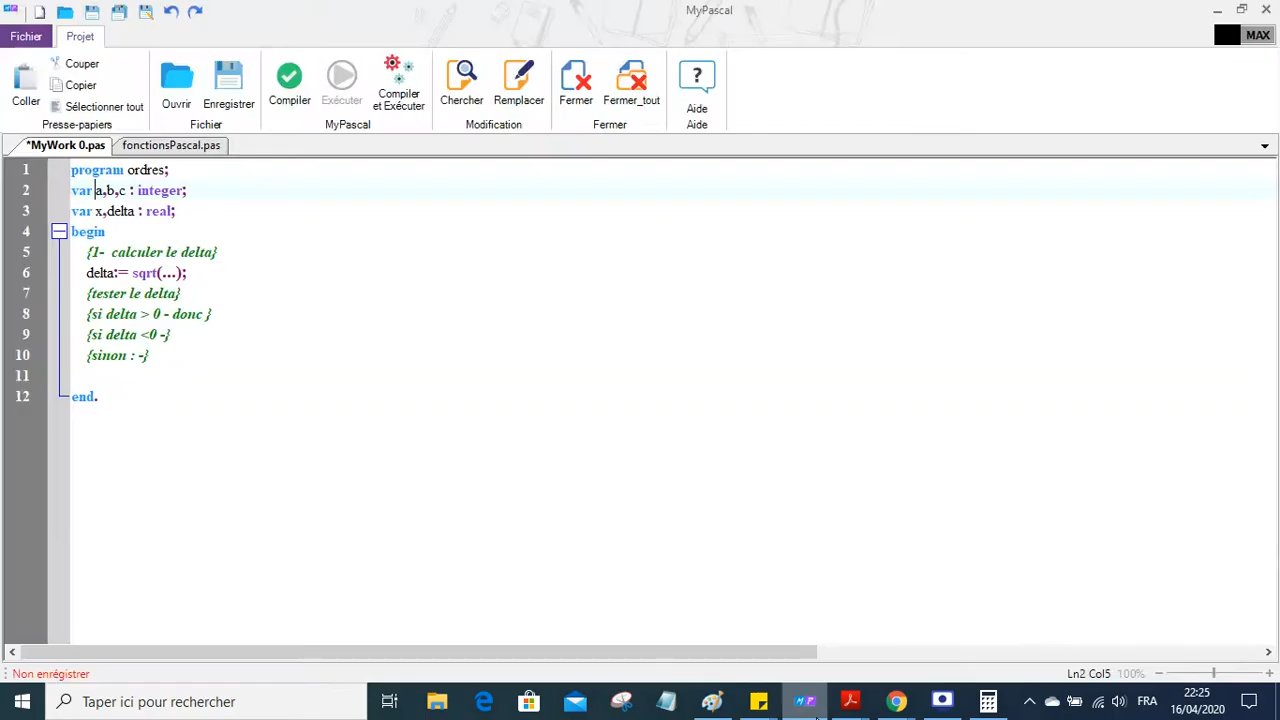 MyPascal
Fichier
Projet
MAX
Coller
Couper
Copier
Sélectionner tout
Presse-papiers
Ouvrir
Enregistrer
Fichier
Compiler
Exécuter
Compiler
et Exécuter
MyPascal
Chercher
Remplacer
Modification
Fermer
Fermer_tout
Fermer
Aide
Aide
*MyWork 0.pas
fonctionsPascal.pas
1 program ordres;
2 var a,b,c : integer;
3 var x,delta : real;
4 begin
5 {1- calculer le delta}
6 delta:= sqrt(...);
7 {tester le delta}
8 {si delta > 0 - donc }
9 {si delta <0 -}
10 {sinon : -}
11
12 end.
Non enrégistrer
Ln2 Col5 100%
Taper ici pour rechercher
FRA
22:25
16/04/2020